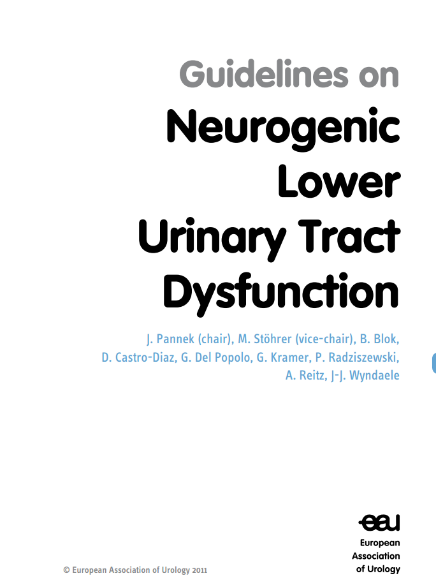 Guidelines on
Neurogenic
Lower
Urinary Tract
Dysfunction
J. Pannek (chair), M. Stöhrer (vice-chair), B. Blok,
D. Castro-Diaz, G. Del Popolo, G. Kramer, P. Radziszewski,
A. Reitz, J-J. Wyndaele
eau
European
Association
of Urology
© European Association of Urology 2011